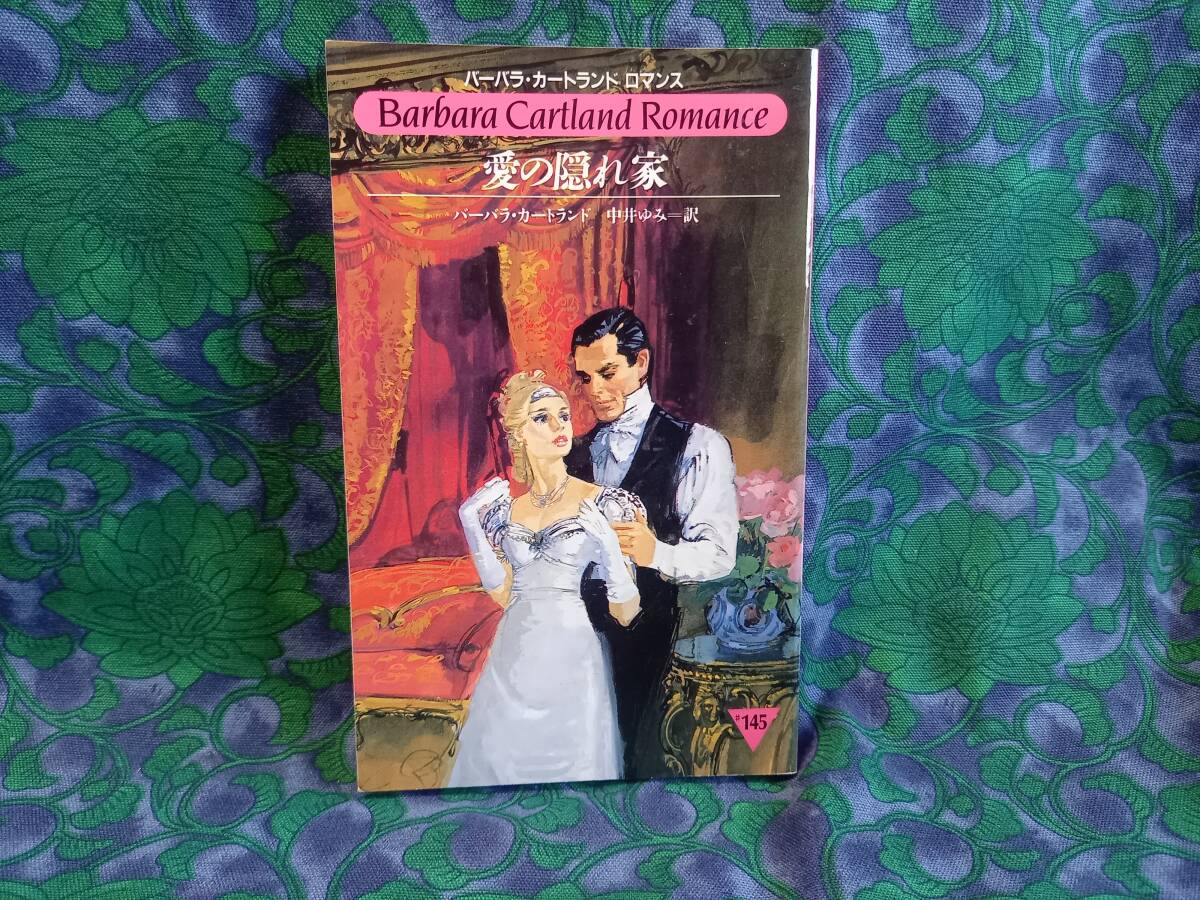 バーバラ・カートランド ロマンス
Barbara Cartland Romance
愛の隠れ家
バーバラ・カートランド 中井ゆみ＝訳
#145